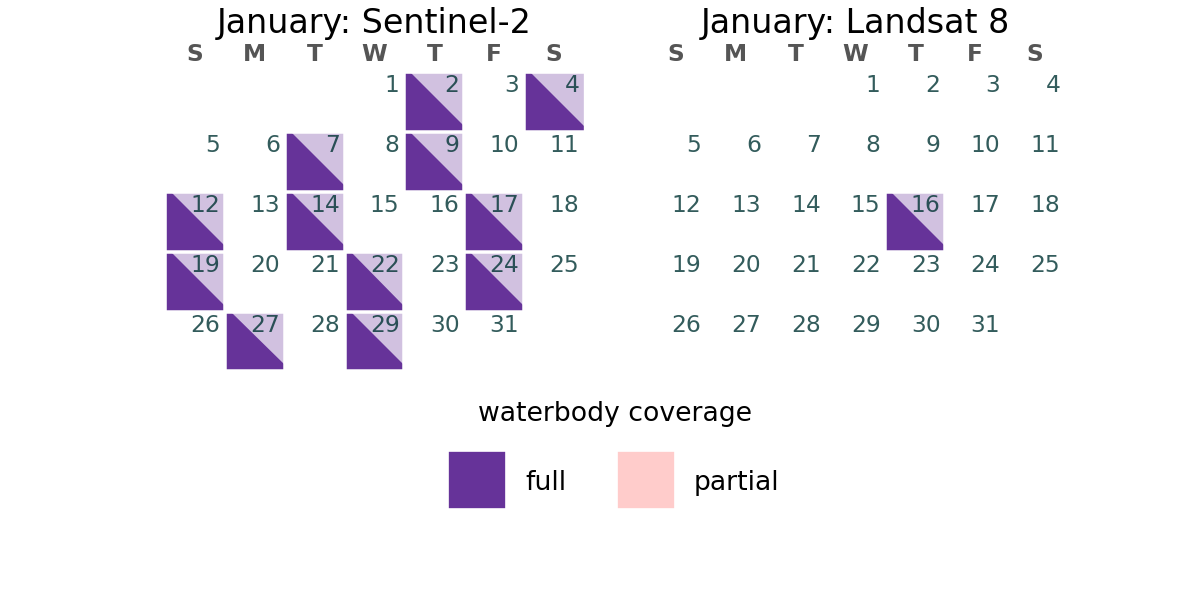 January: Sentinel-2
S M T W T F S
1 2 3 4
5 6 7 8 9 10 11
12 13 14 15 16 17 18
19 20 21 22 23 24 25
26 27 28 29 30 31
January: Landsat 8
S M T W T F S
1 2 3 4
5 6 7 8 9 10 11
12 13 14 15 16 17 18
19 20 21 22 23 24 25
26 27 28 29 30 31
waterbody coverage
full partial